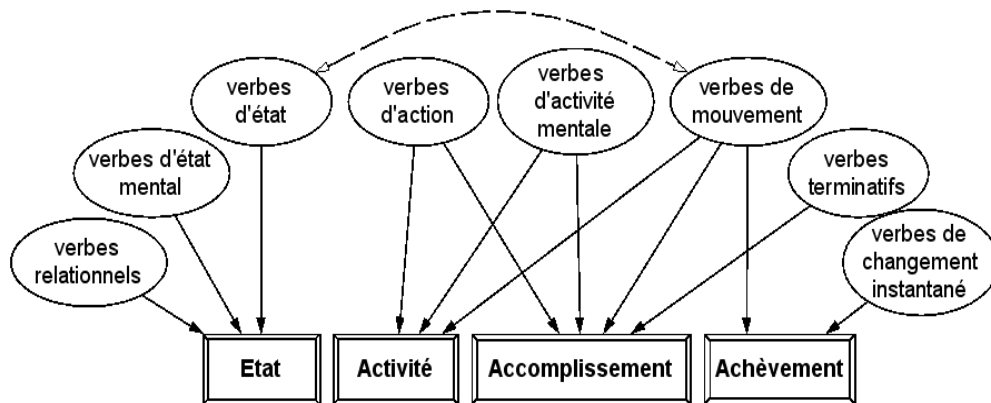 verbes
d'état
verbes
d'action
verbes
d'activité
mentale
verbes de
mouvement
verbes d'état
mental
verbes
terminatifs
verbes
relationnels
verbes de
changement
instantané
Etat
Activité
Accomplissement
Achèvement